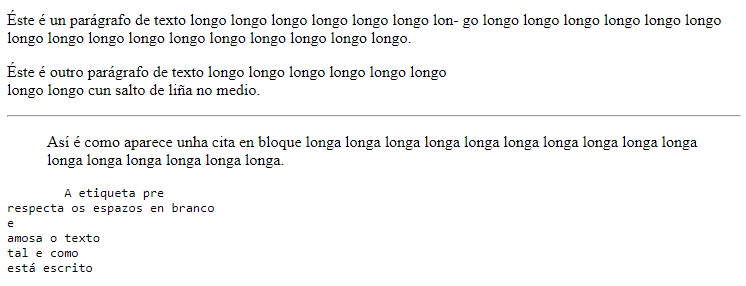 Éste é un parágrafo de texto longo longo longo longo longo longo lon- go longo longo longo longo longo longo
longo longo longo longo longo longo longo longo longo longo.
Éste é outro parágrafo de texto longo longo longo longo longo longo
longo longo cun salto de liña no medio.
Así é como aparece unha cita en bloque longa longa longa longa longa longa longa longa longa longa
longa longa longa longa longa longa.
A etiqueta pre
respecta os espazos en branco
e
amosa o texto
tal e como
está escrito